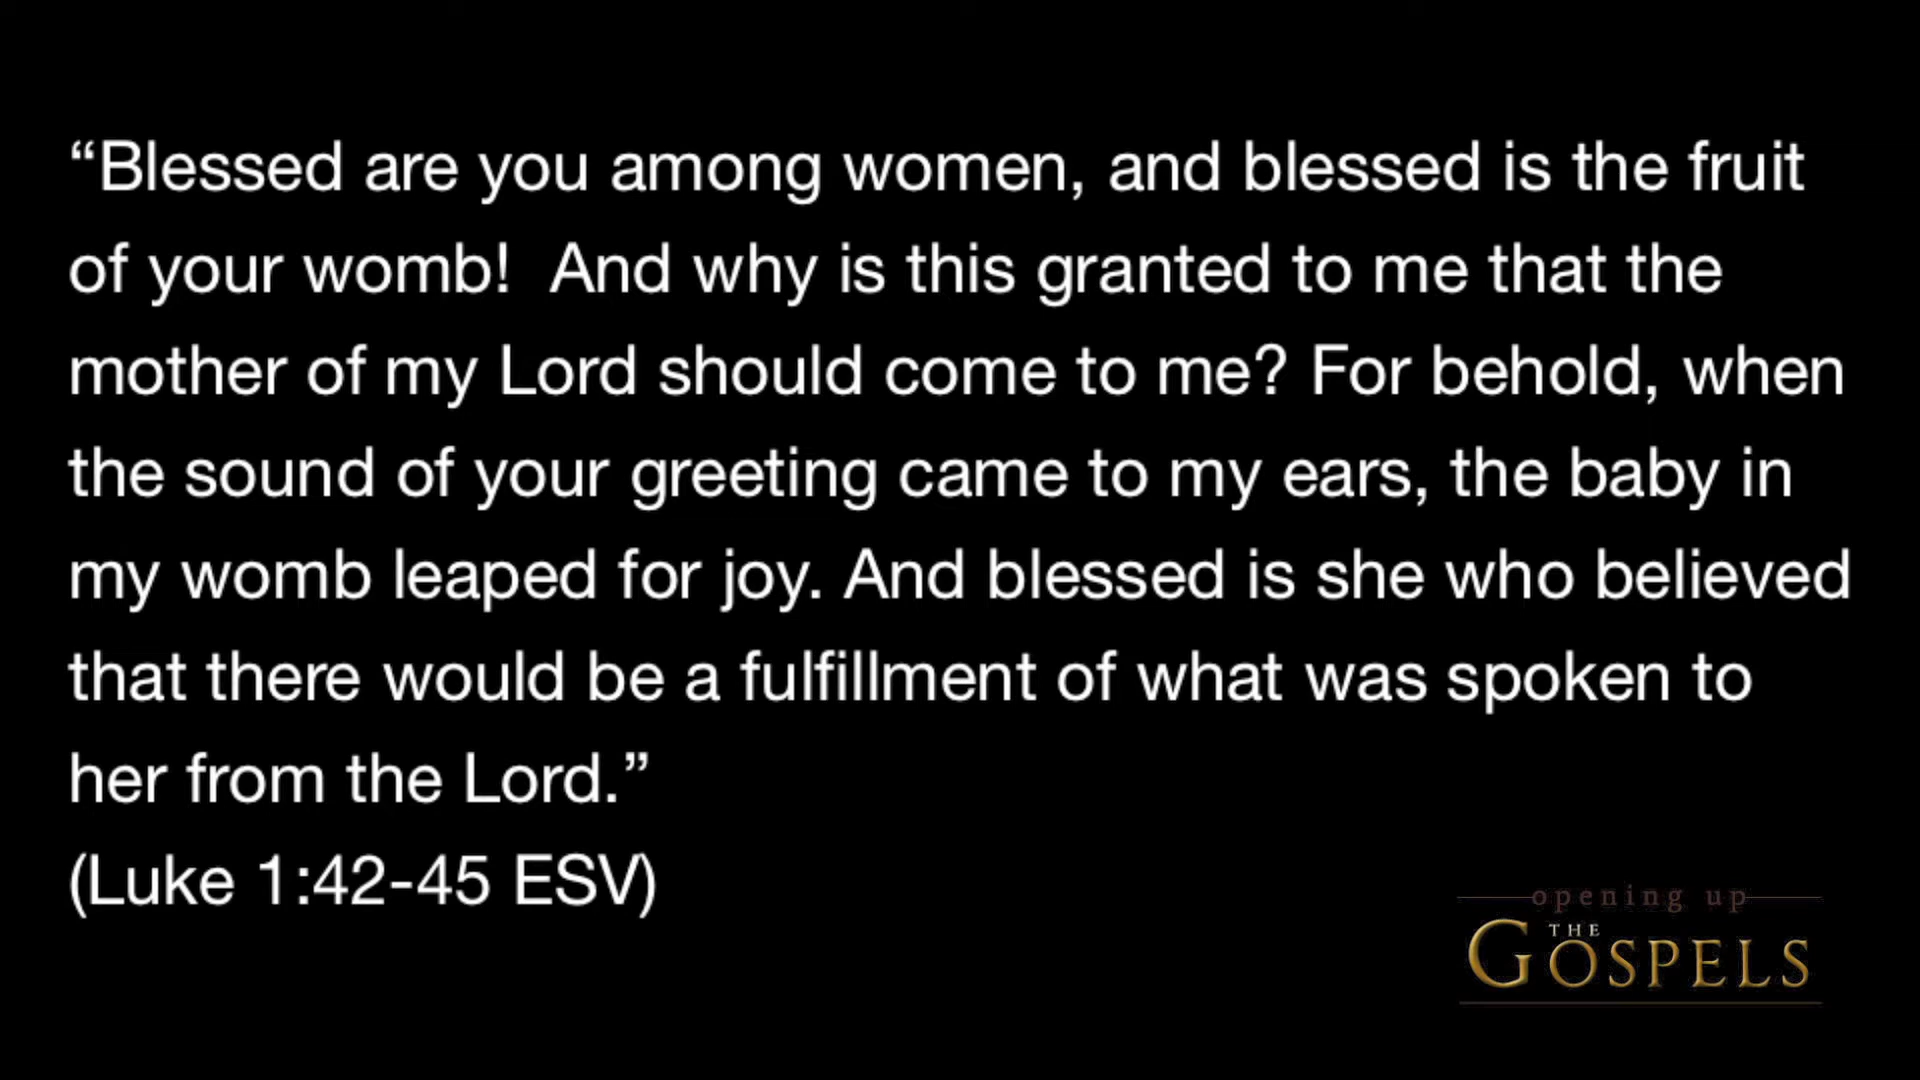 “Blessed are you among women, and blessed is the fruit
of your womb!  And why is this granted to me that the
mother of my Lord should come to me? For behold, when
the sound of your greeting came to my ears, the baby in
my womb leaped for joy. And blessed is she who believed
that there would be a fulfillment of what was spoken to
her from the Lord.”
(Luke 1:42-45 ESV)
opening up
THE
GOSPELS